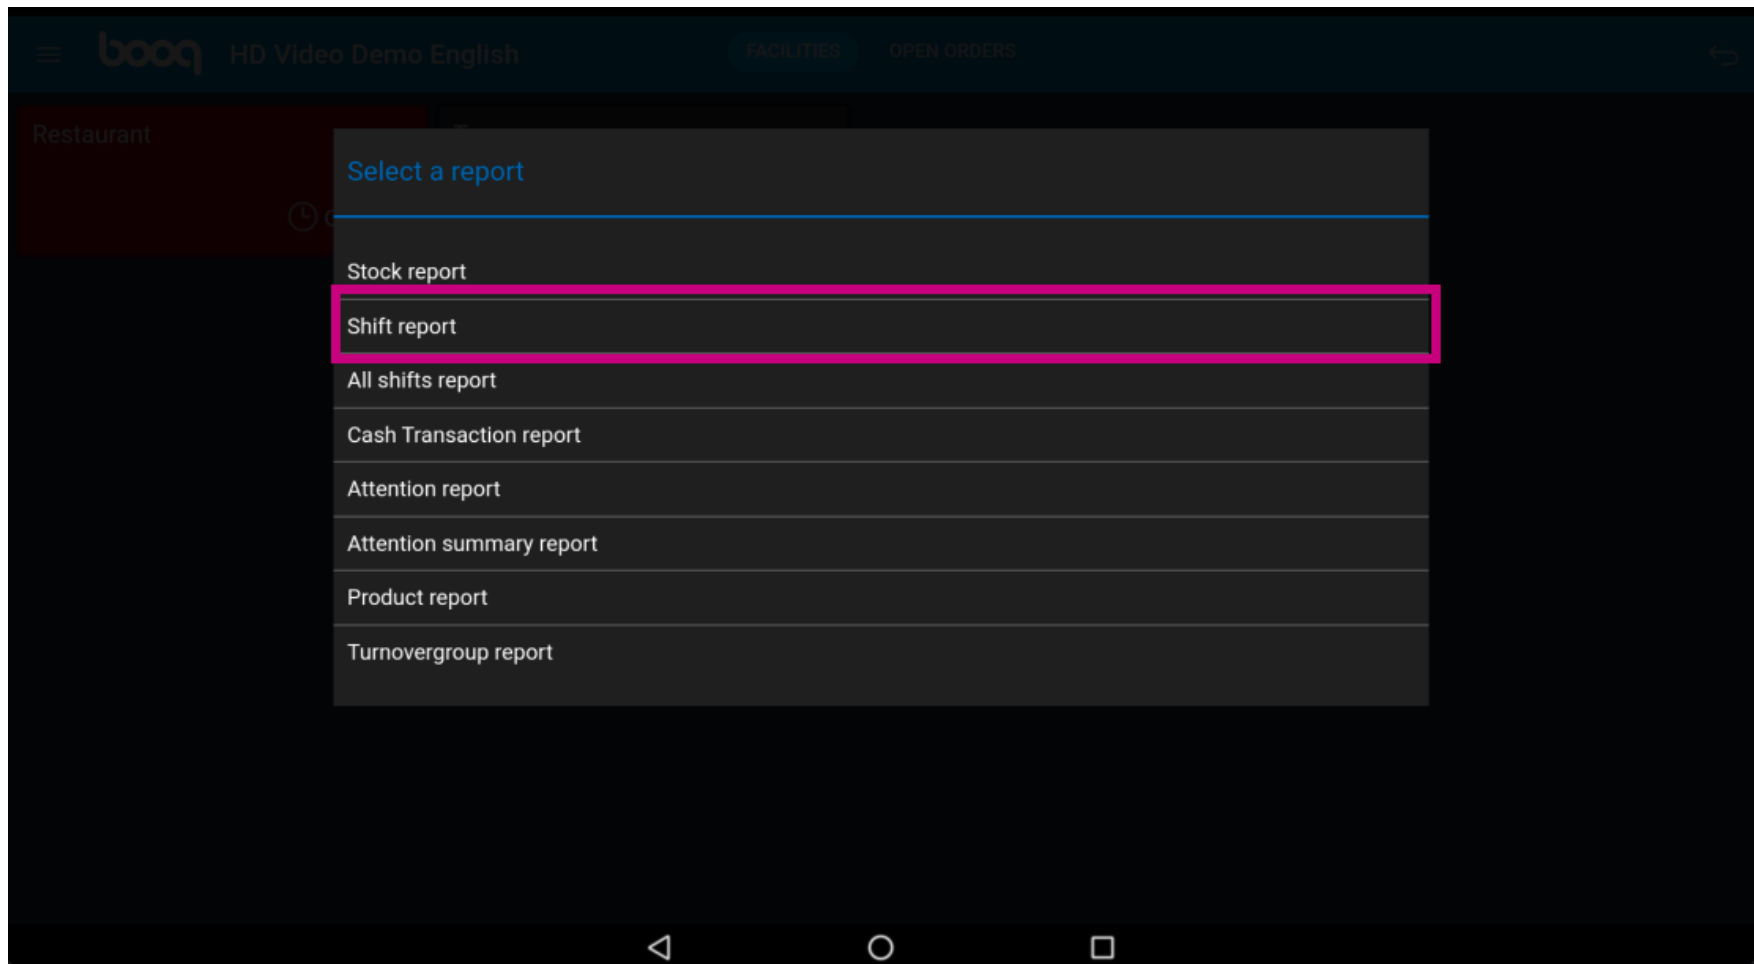 booq HD Video Demo English FACILITIES OPEN ORDERS
Restaurant
Select a report
Stock report
Shift report
All shifts report
Cash Transaction report
Attention report
Attention summary report
Product report
Turnovergroup report